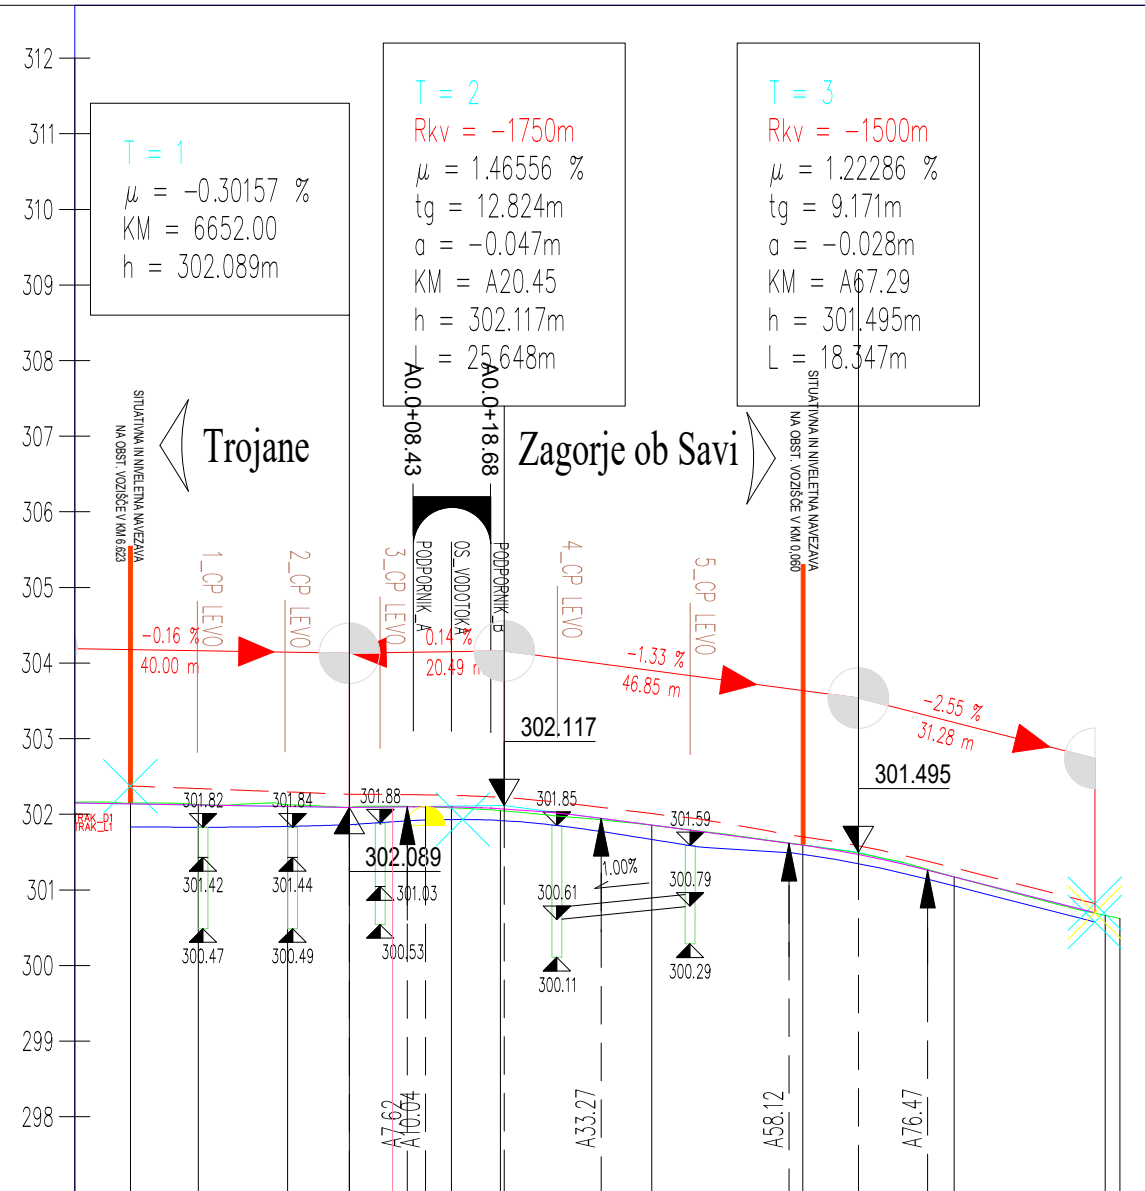 312
311
310
309
308
307
306
305
304
303
302
301
300
299
298
T = 1
μ = -0.30157 %
KM = 6652.00
h = 302.089m
T = 2
Rkv = -1750m
μ = 1.46556 %
tg = 12.824m
a = -0.047m
KM = A20.45
h = 302.117m
L = 25.648m
T = 3
Rkv = -1500m
μ = 1.22286 %
tg = 9.171m
a = -0.028m
KM = A67.29
h = 301.495m
L = 18.347m
SITUATIVNA IN NIVELETNA NAVEZAVA
NA OBST. VOZIŠČE V KM 6.623
Trojane
A0.0+08.43
A0.0+18.68
Zagorje ob Savi
SITUATIVNA IN NIVELETNA NAVEZAVA
NA OBST. VOZIŠČE V KM 0,060
1_CP LEVO
2_CP LEVO
3_CP LEVO
PODPORNIK_A
OS_VODOTOKA
PODPORNIK_B
4_CP LEVO
5_CP LEVO
-0.16 %
40.00 m
0.14 %
20.49 m
-1.33 %
46.85 m
-2.55 %
31.28 m
302.117
301.495
302.089
TRAK_D1
TRAK_L1
301.82
301.84
301.88
301.85
301.59
301.42
301.44
301.03
300.61
300.79
1.00%
300.47
300.49
300.53
300.11
300.29
A7.62
A10.04
A33.27
A58.12
A76.47